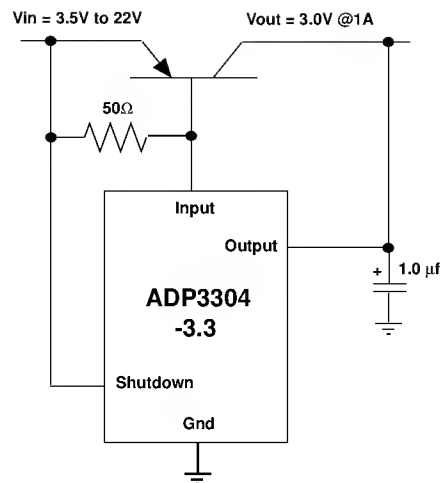 Vin = 3.5V to 22V
Vout = 3.0V @1A
50Ω
Input
Output
ADP3304
-3.3
+ 1.0 μf
Shutdown
Gnd